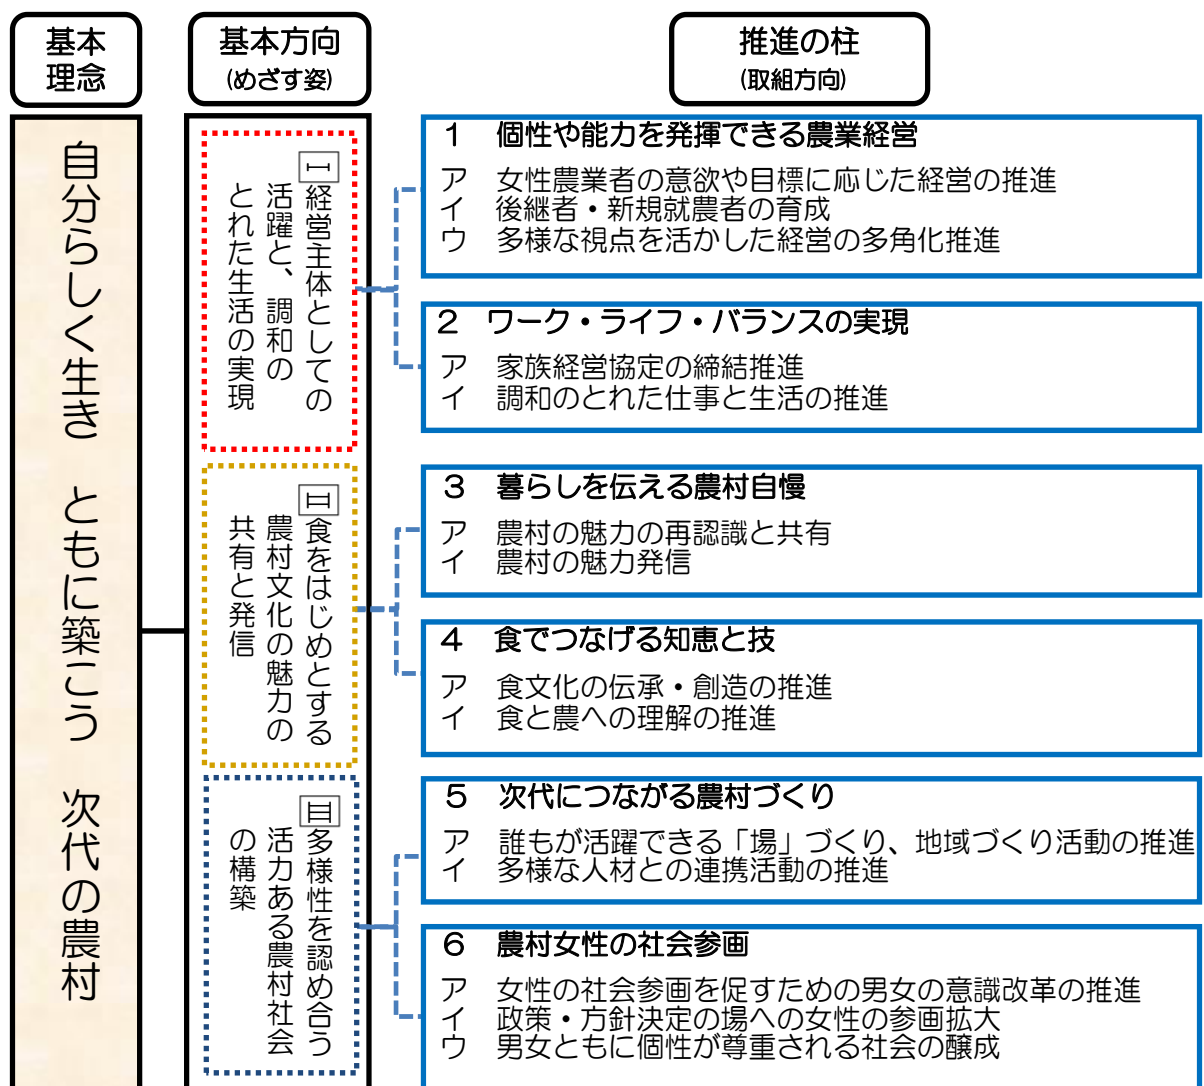 基本
理念
基本方向
(めざす姿)
推進の柱
(取組方向)
自分らしく生き　ともに築こう　次代の農村
Ⅰ 経営主体としての
活躍と、調和の
とれた生活の実現
1　個性や能力を発揮できる農業経営
ア　女性農業者の意欲や目標に応じた経営の推進
イ　後継者・新規就農者の育成
ウ　多様な視点を活かした経営の多角化推進
2　ワーク・ライフ・バランスの実現
ア　家族経営協定の締結推進
イ　調和のとれた仕事と生活の推進
Ⅱ 食をはじめとする
農村文化の魅力の
共有と発信
3　暮らしを伝える農村自慢
ア　農村の魅力の再認識と共有
イ　農村の魅力発信
4　食でつなげる知恵と技
ア　食文化の伝承・創造の推進
イ　食と農への理解の推進
Ⅲ 多様性を認め合う
活力ある農村社会
の構築
5　次代につながる農村づくり
ア　誰もが活躍できる「場」づくり、地域づくり活動の推進
イ　多様な人材との連携活動の推進
6　農村女性の社会参画
ア　女性の社会参画を促すための男女の意識改革の推進
イ　政策・方針決定の場への女性の参画拡大
ウ　男女ともに個性が尊重される社会の醸成